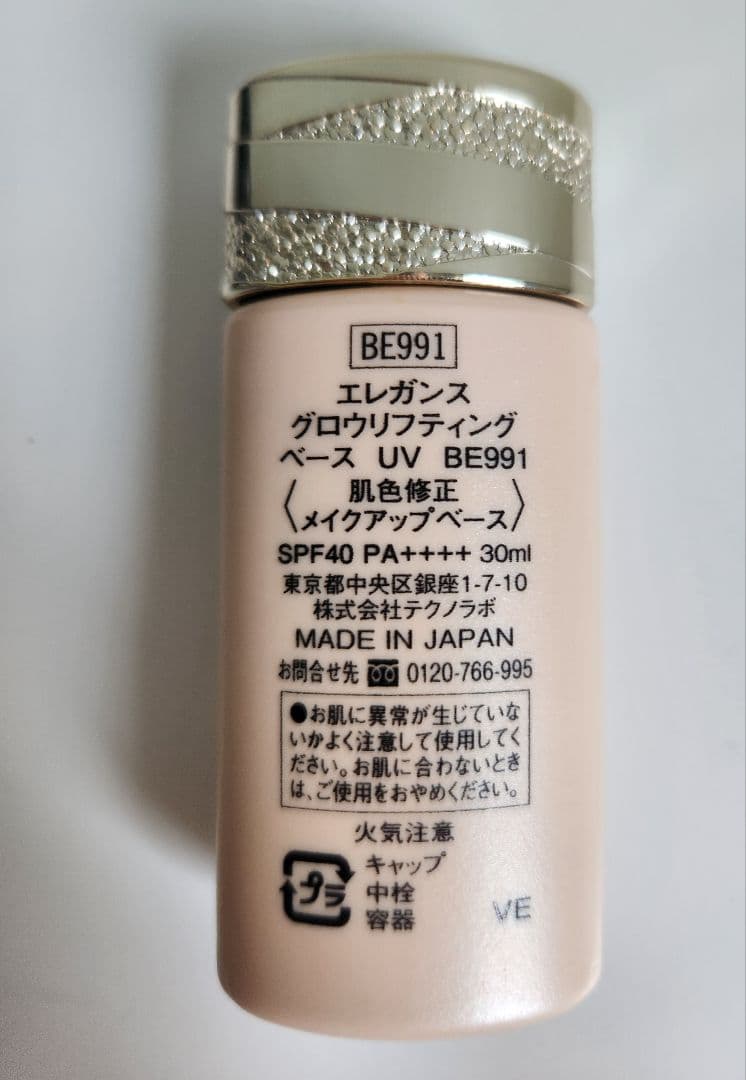 BE991
エレガンス
グロウリフティング
ベース UV BE991
〈肌色修正
メイクアップベース〉
SPF40 PA++++ 30ml
東京都中央区銀座1-7-10
株式会社テクノラボ
MADE IN JAPAN
お問合せ先 0120-766-995
●お肌に異常が生じていな
いかよく注意して使用してく
ださい。お肌に合わないとき
は、ご使用をおやめください。
火気注意
プラ
キャップ
中栓
容器
VE